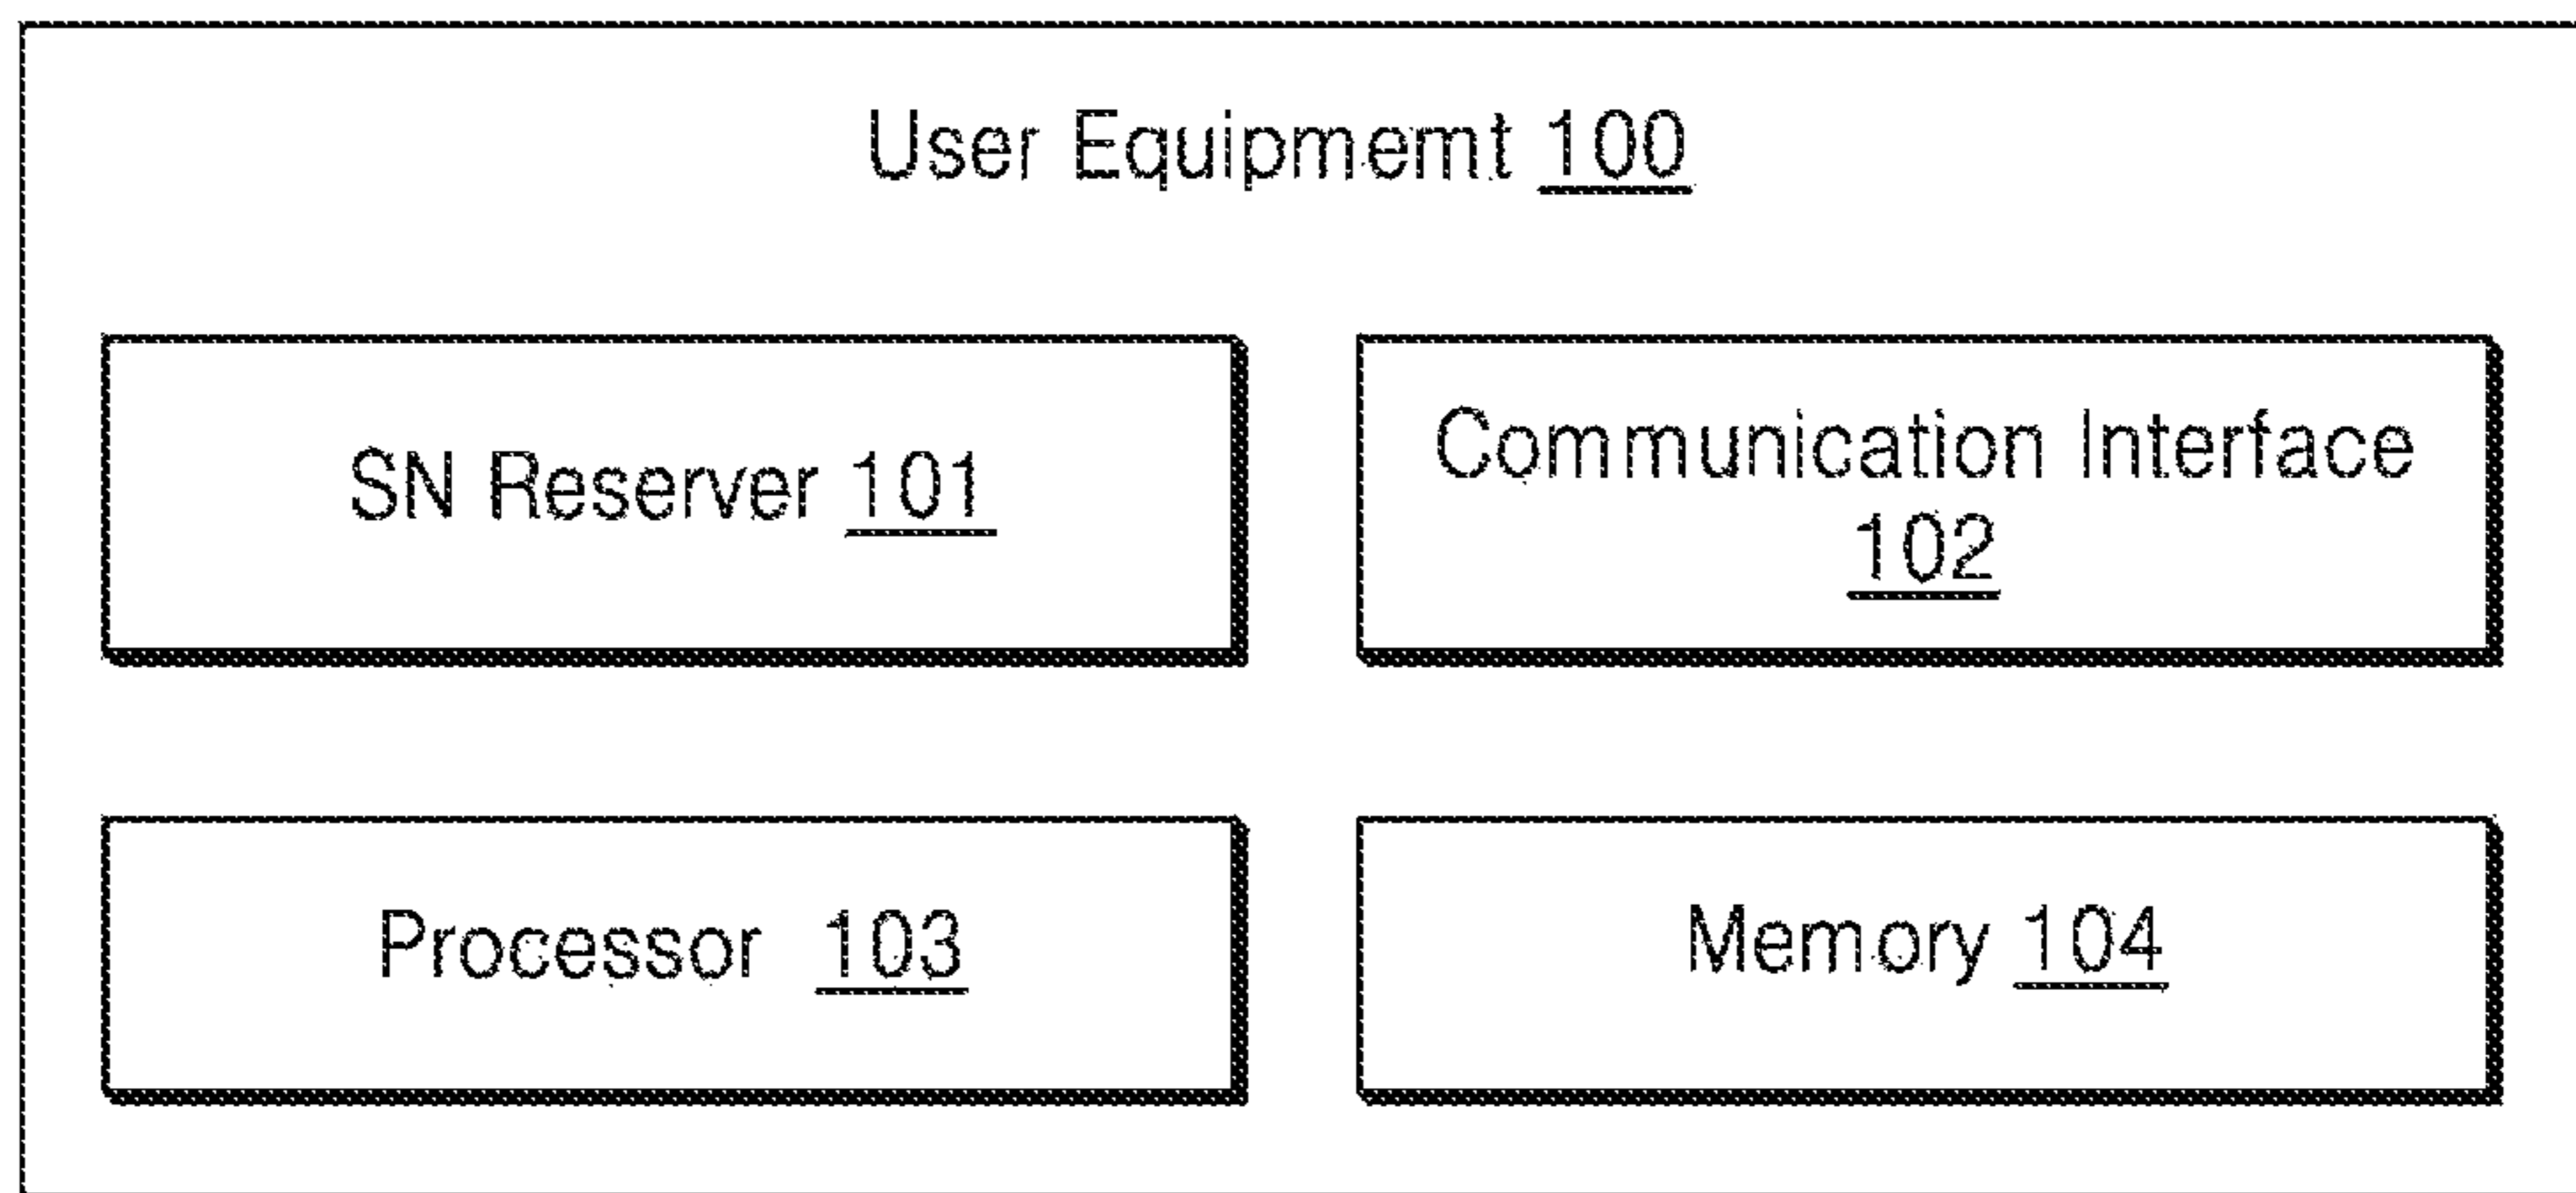 User Equipmemt 100
SN Reserver 101
Communication Interface
102
Processor 103
Memory 104